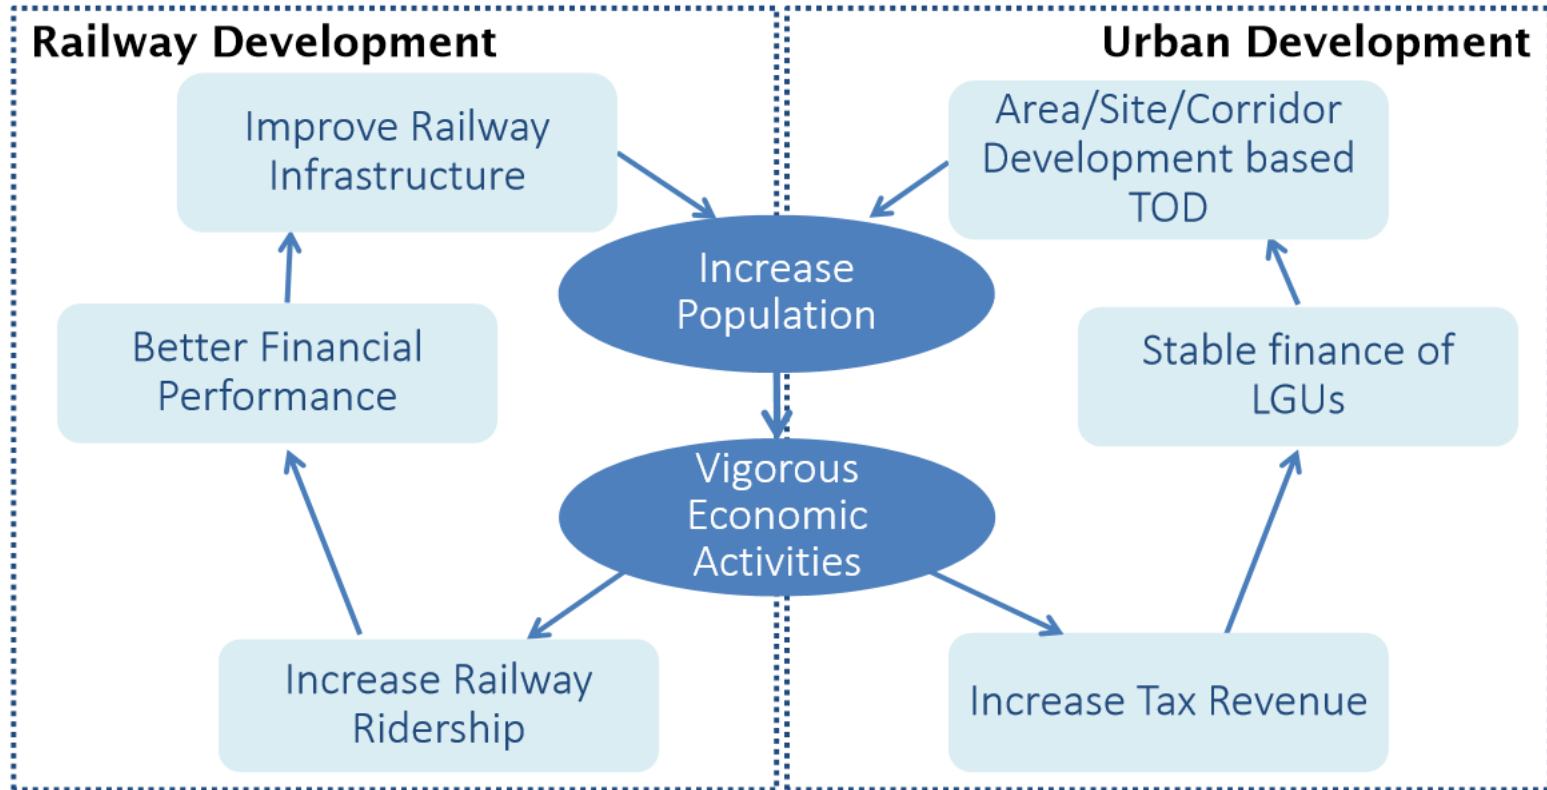 Railway Development
Urban Development
Improve Railway
Infrastructure
Area/Site/Corridor
Development based
TOD
Increase
Population
Better Financial
Performance
Stable finance of
LGUs
Vigorous
Economic
Activities
Increase Railway
Ridership
Increase Tax Revenue